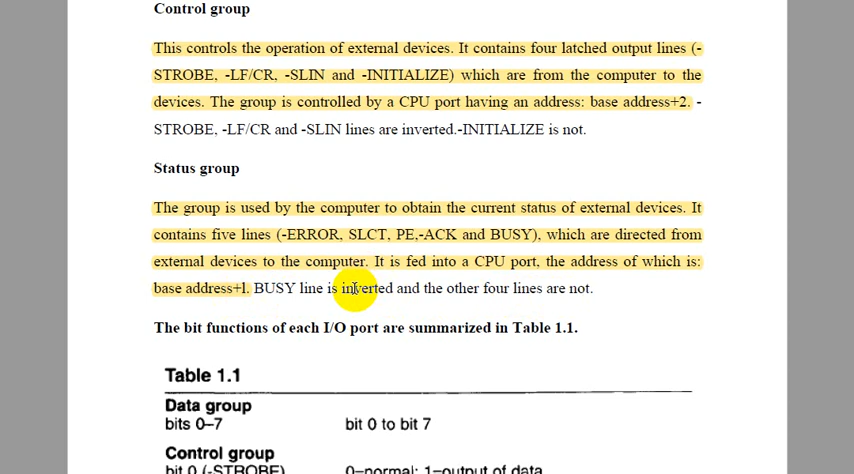 Control group
This controls the operation of external devices. It contains four latched output lines (-
STROBE, -LF/CR, -SLIN and -INITIALIZE) which are from the computer to the
devices. The group is controlled by a CPU port having an address: base address+2. -
STROBE, -LF/CR and -SLIN lines are inverted.-INITIALIZE is not.
Status group
The group is used by the computer to obtain the current status of external devices. It
contains five lines (-ERROR, SLCT, PE,-ACK and BUSY), which are directed from
external devices to the computer. It is fed into a CPU port, the address of which is:
base address+l. BUSY line is inverted and the other four lines are not.
The bit functions of each I/O port are summarized in Table 1.1.
Table 1.1
Data group
bits 0–7 bit 0 to bit 7
Control group
bit 0 (-STROBE) 0=normal; 1=output of data